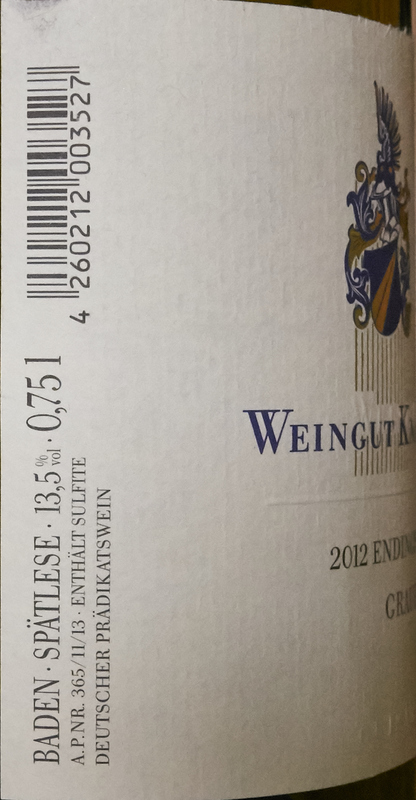 4 260212 003527
BADEN · SPÄTLESE · 13,5 % vol · 0,75 l
A.P.NR. 365/11/13 · ENTHÄLT SULFITE
DEUTSCHER PRÄDIKATSWEIN
WEINGUT
2012